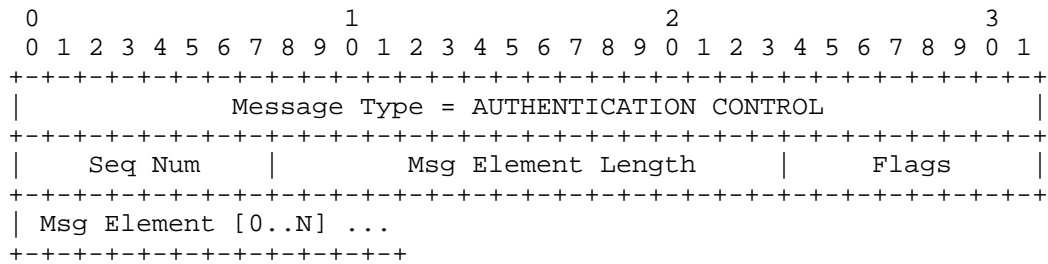 0                   1                   2                   3
 0 1 2 3 4 5 6 7 8 9 0 1 2 3 4 5 6 7 8 9 0 1 2 3 4 5 6 7 8 9 0 1
+-+-+-+-+-+-+-+-+-+-+-+-+-+-+-+-+-+-+-+-+-+-+-+-+-+-+-+-+-+-+-+-+
|             Message Type = AUTHENTICATION CONTROL             |
+-+-+-+-+-+-+-+-+-+-+-+-+-+-+-+-+-+-+-+-+-+-+-+-+-+-+-+-+-+-+-+-+
|    Seq Num    |        Msg Element Length     |     Flags     |
+-+-+-+-+-+-+-+-+-+-+-+-+-+-+-+-+-+-+-+-+-+-+-+-+-+-+-+-+-+-+-+-+
| Msg Element [0..N] ...
+-+-+-+-+-+-+-+-+-+-+-+-+